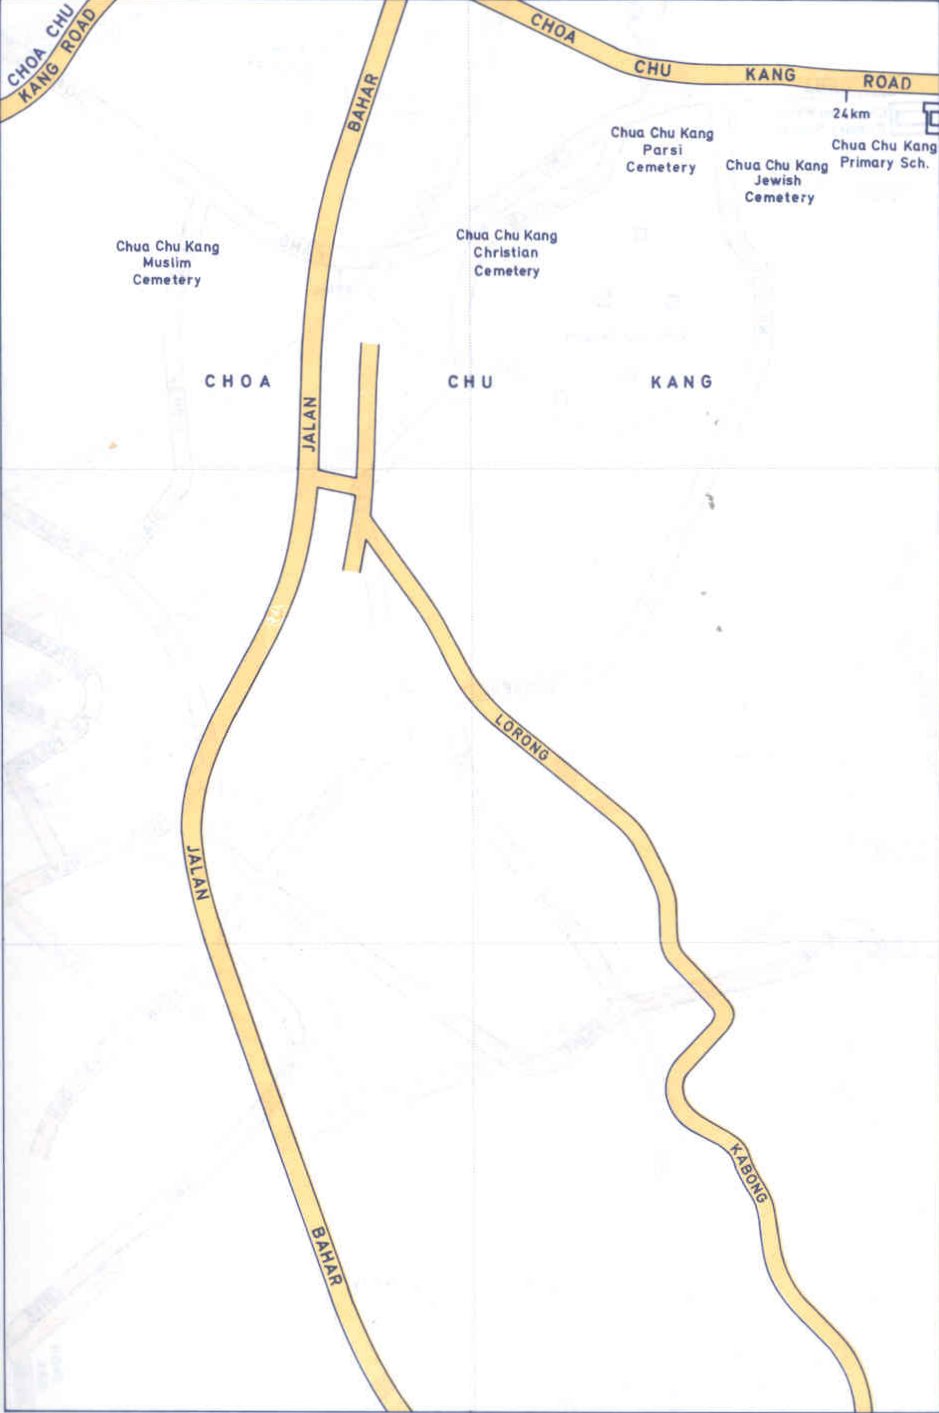 CHOA CHU
KANG ROAD
BAHAR
CHOA
CHU
KANG
ROAD
24km
Chua Chu Kang
Parsi
Cemetery
Chua Chu Kang
Jewish
Cemetery
Chua Chu Kang
Primary Sch.
Chua Chu Kang
Muslim
Cemetery
Chua Chu Kang
Christian
Cemetery
CHOA CHU KANG
JALAN
LORONG
JALAN
KABONG
BAHAR